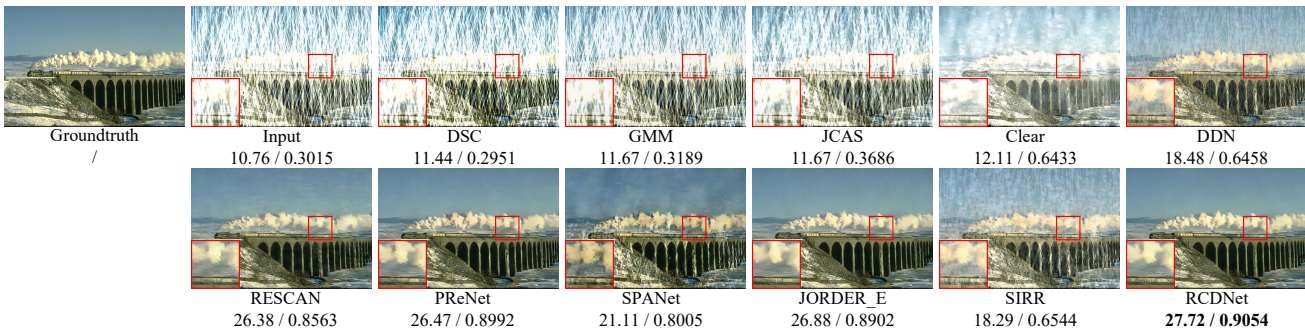 Groundtruth Input DSC GMM JCAS Clear DDN
/ 10.76 / 0.3015 11.44 / 0.2951 11.67 / 0.3189 11.67 / 0.3686 12.11 / 0.6433 18.48 / 0.6458
RESCAN PReNet SPANet JORDER_E SIRR RCDNet
26.38 / 0.8563 26.47 / 0.8992 21.11 / 0.8005 26.88 / 0.8902 18.29 / 0.6544 27.72 / 0.9054